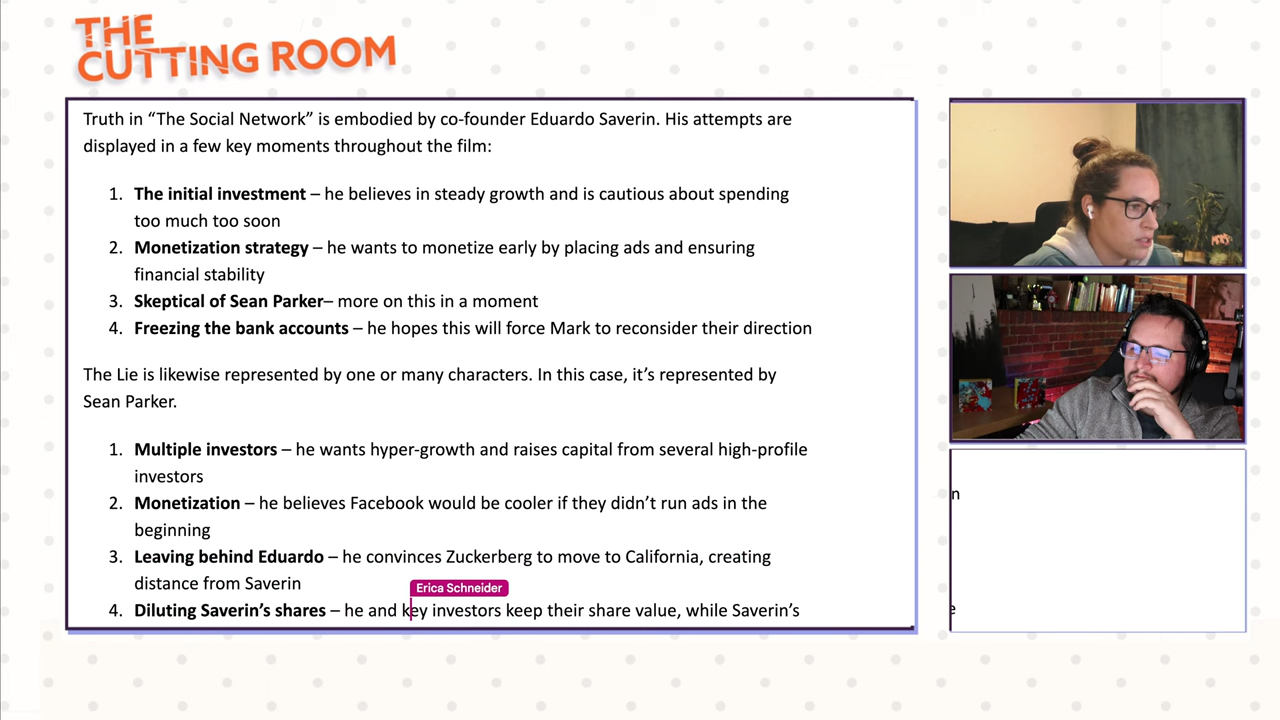 THE
CUTTING ROOM
Truth in “The Social Network” is embodied by co-founder Eduardo Saverin. His attempts are
displayed in a few key moments throughout the film:
1. The initial investment – he believes in steady growth and is cautious about spending
too much too soon
2. Monetization strategy – he wants to monetize early by placing ads and ensuring
financial stability
3. Skeptical of Sean Parker– more on this in a moment
4. Freezing the bank accounts – he hopes this will force Mark to reconsider their direction
The Lie is likewise represented by one or many characters. In this case, it’s represented by
Sean Parker.
1. Multiple investors – he wants hyper-growth and raises capital from several high-profile
investors
2. Monetization – he believes Facebook would be cooler if they didn’t run ads in the
beginning
3. Leaving behind Eduardo – he convinces Zuckerberg to move to California, creating
distance from Saverin
Erica Schneider
4. Diluting Saverin’s shares – he and key investors keep their share value, while Saverin’s
n